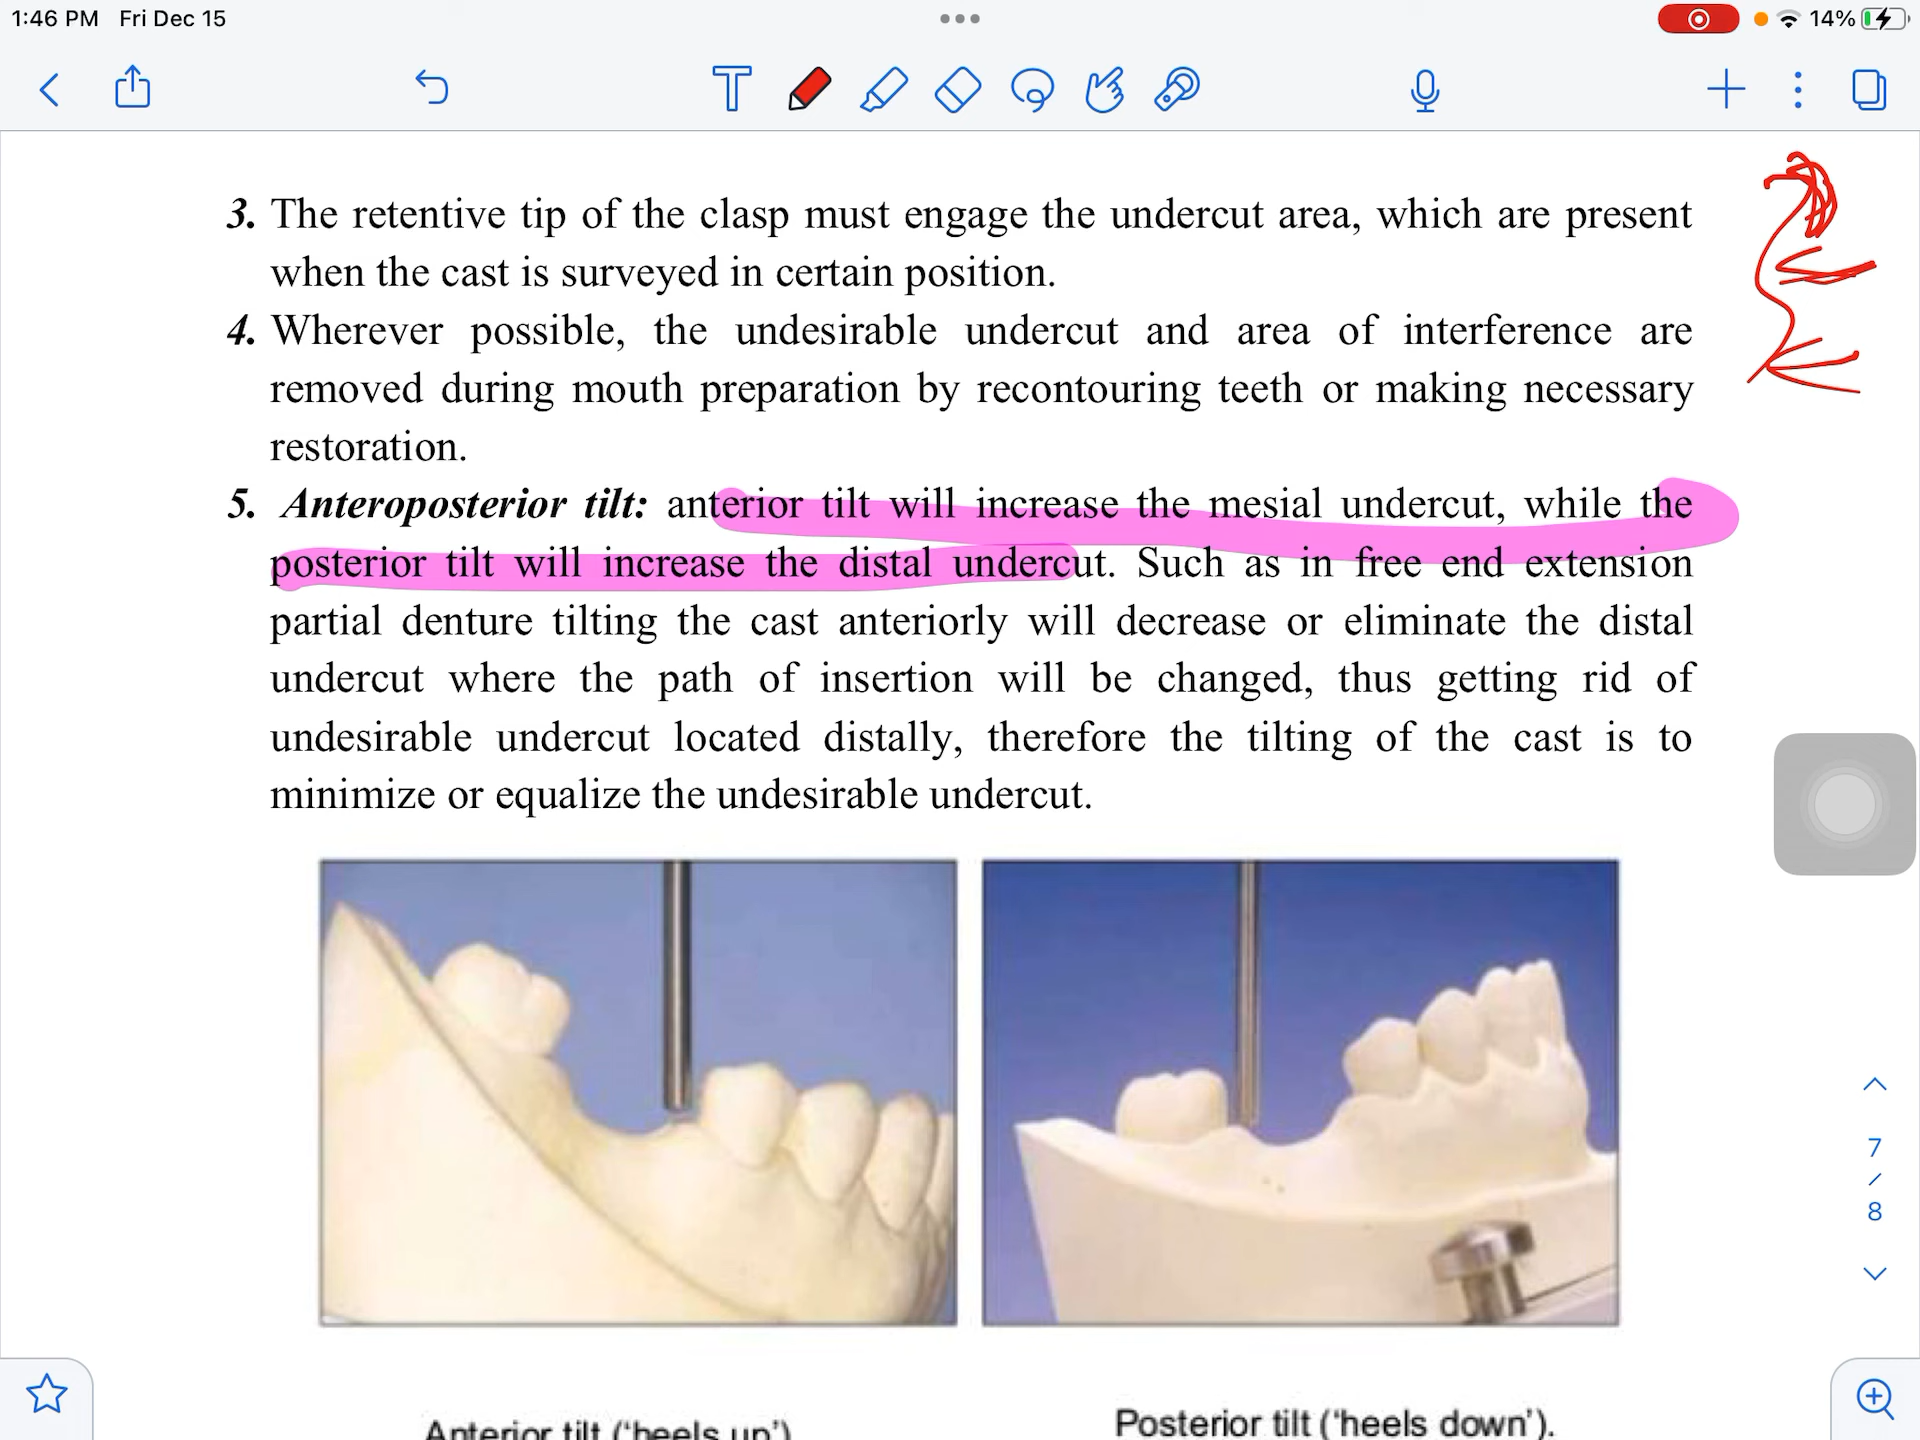 1:46 PM Fri Dec 15
14%
3. The retentive tip of the clasp must engage the undercut area, which are present
when the cast is surveyed in certain position.
4. Wherever possible, the undesirable undercut and area of interference are
removed during mouth preparation by recontouring teeth or making necessary
restoration.
5. Anteroposterior tilt: anterior tilt will increase the mesial undercut, while the
posterior tilt will increase the distal undercut. Such as in free end extension
partial denture tilting the cast anteriorly will decrease or eliminate the distal
undercut where the path of insertion will be changed, thus getting rid of
undesirable undercut located distally, therefore the tilting of the cast is to
minimize or equalize the undesirable undercut.
7
/
8
Anterior tilt ('heels up')
Posterior tilt ('heels down').